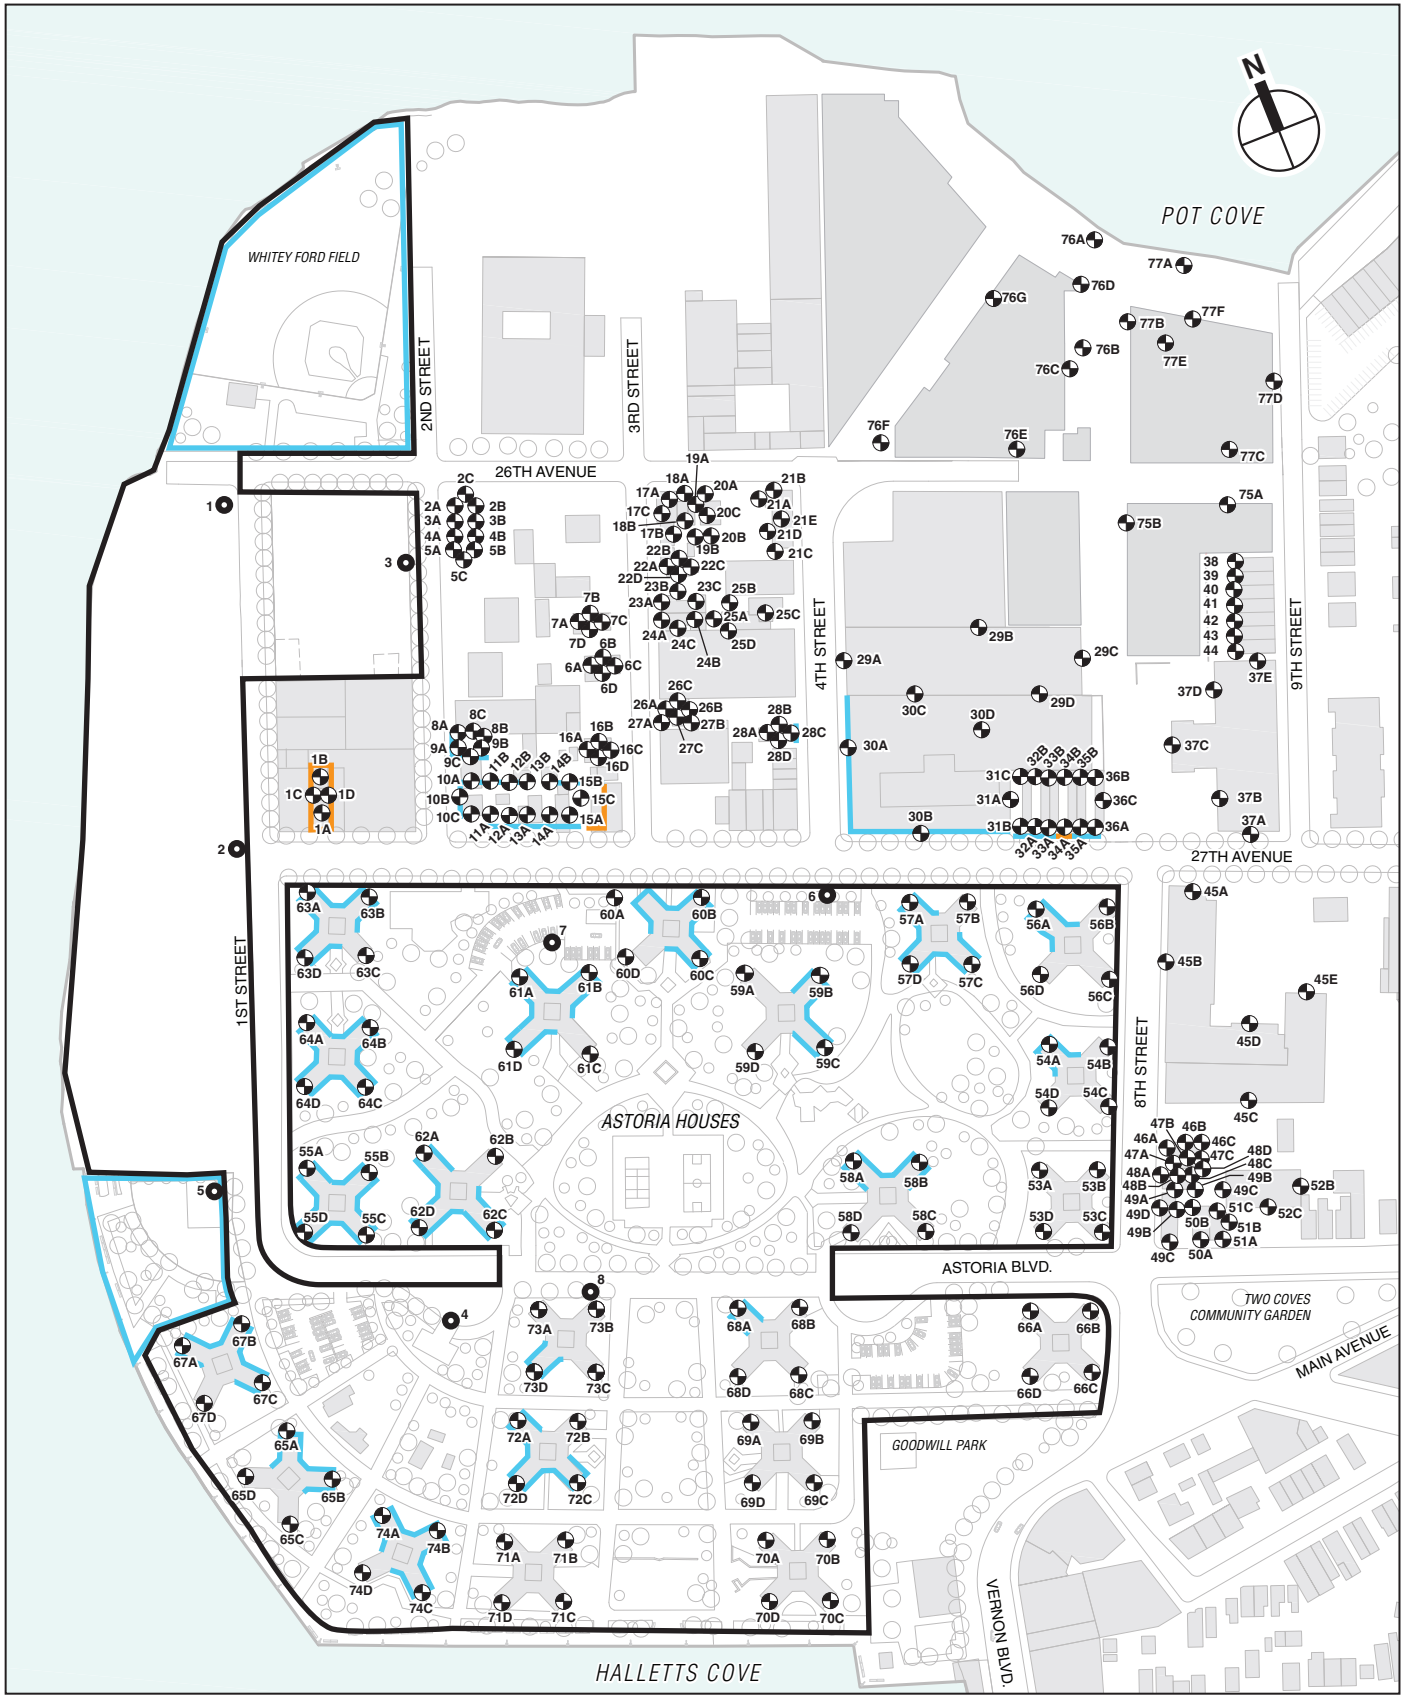 N
POT COVE
76A
77A
WHITEY FORD FIELD
76D
76G
77F
77B
76B
77E
76C
77D
2ND STREET
3RD STREET
76F
76E
77C
19A
26TH AVENUE
2C
18A
20A
21B
17A
21A
75A
1
2A
2B
17C
20C
21E
3A
3B
18B
75B
4A
4B
17B
20B
21D
5A
5B
22B
19B
21C
3
38
5C
22A
22C
39
22D
40
23B
23C
25B
7B
23A
41
7A
7C
25A
25C
42
7D
24A
24C
25D
29B
43
6B
24B
44
6A
6C
29A
29C
37E
6D
4TH STREET
9TH STREET
26C
37D
26A
26B
30C
29D
8C
28B
27A
27B
8A
8B
16B
28A
28C
30D
9A
9B
16A
16C
27C
28D
30A
37C
9C
16D
1B
11B
12B
13B
14B
32B
33B
34B
35B
10A
15B
31C
36B
1C
1D
10B
15C
31A
36C
37B
1A
10C
15A
31B
36A
37A
11A
12A
13A
14A
30B
32A
33A
34A
35A
2
27TH AVENUE
63A
63B
60A
60B
6
57A
57B
56A
56B
45A
7
63D
63C
60D
60C
57D
57C
56D
56C
45B
61A
61B
59A
59B
45E
1ST STREET
64A
64B
61D
61C
59D
59C
54A
54B
45D
64D
64C
54D
54C
8TH STREET
45C
ASTORIA HOUSES
47B
46B
46A
46C
62A
62B
47A
47C
48D
55A
55B
58A
58B
48A
48C
53A
53B
48B
49B
5
49A
49C
52B
49D
51C
52C
55D
55C
62D
62C
58D
58C
53D
53C
50B
51B
49B
51A
49C
50A
ASTORIA BLVD.
8
4
TWO COVES
COMMUNITY GARDEN
73A
73B
68A
68B
66A
66B
67A
67B
MAIN AVENUE
67D
67C
73D
73C
68D
68C
66D
66C
65A
72A
72B
69A
69B
GOODWILL PARK
65D
65B
72D
72C
69D
69C
65C
74A
74B
71A
71B
70A
70B
74D
74C
71D
71C
70D
70C
VERNON BLVD.
HALLETTS COVE